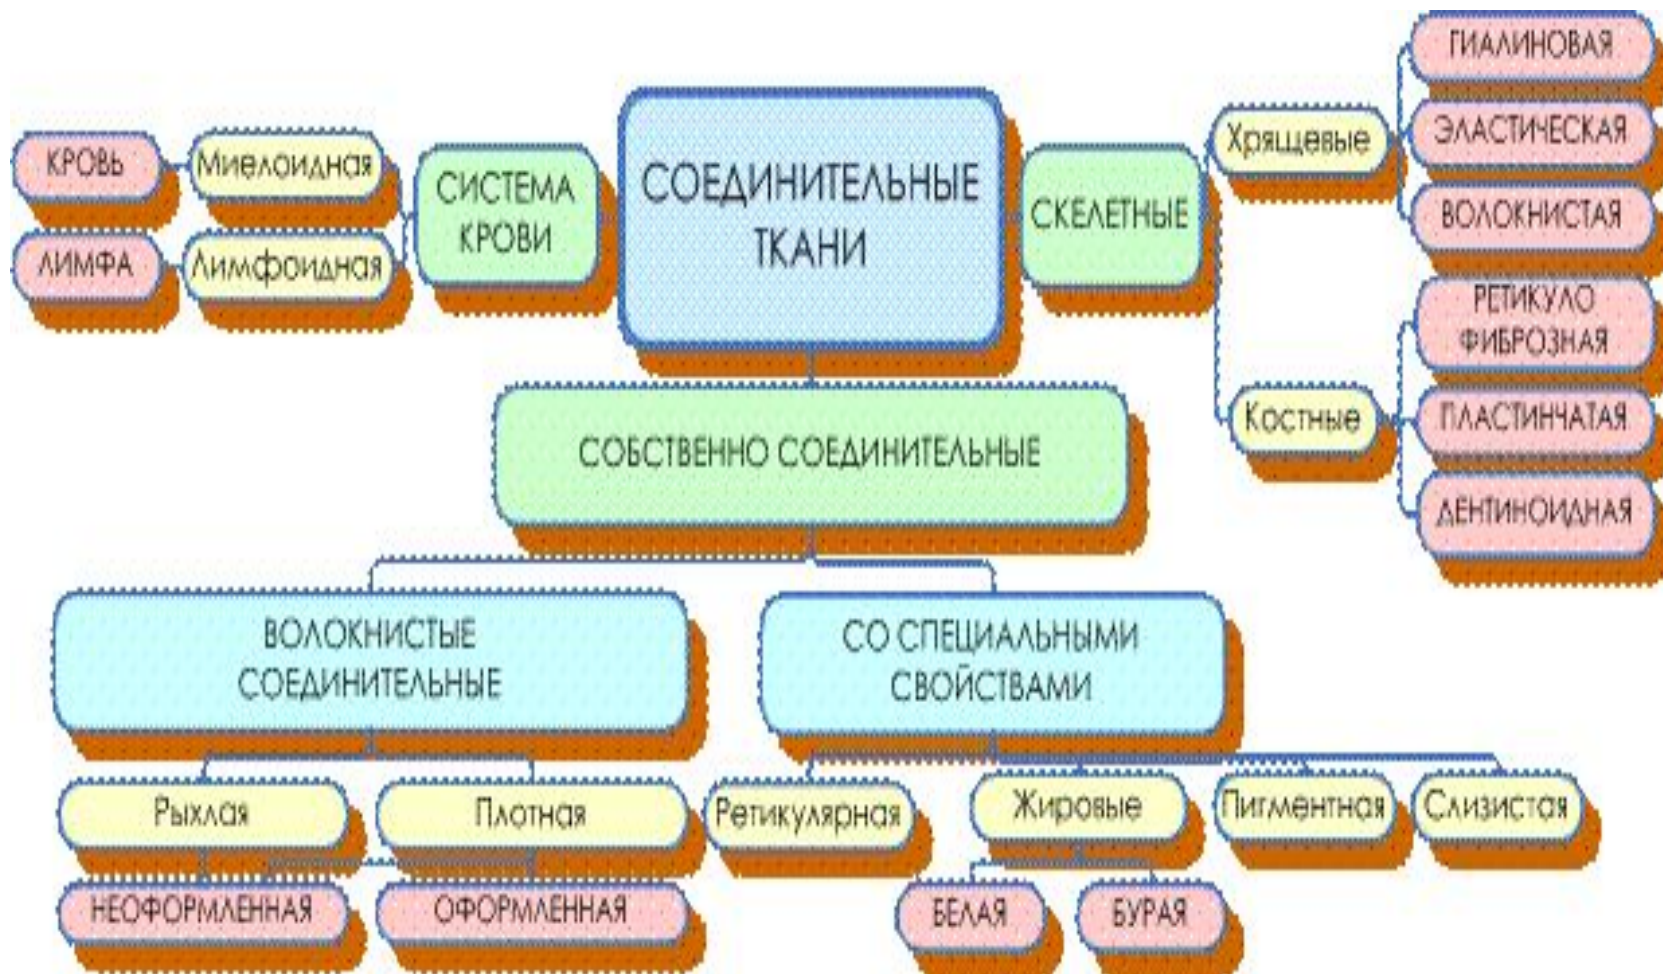 ГИАЛИНОВАЯ
Хрящевые
ЭЛАСТИЧЕСКАЯ
КРОВЬ
Миелоидная
СИСТЕМА
КРОВИ
СОЕДИНИТЕЛЬНЫЕ
ТКАНИ
СКЕЛЕТНЫЕ
ВОЛОКНИСТАЯ
ЛИМФА
Лимфоидная
РЕТИКУЛО
ФИБРОЗНАЯ
Костные
ПЛАСТИНЧАТАЯ
ДЕНТИНОИДНАЯ
СОБСТВЕННО СОЕДИНИТЕЛЬНЫЕ
ВОЛОКНИСТЫЕ
СОЕДИНИТЕЛЬНЫЕ
СО СПЕЦИАЛЬНЫМИ
СВОЙСТВАМИ
Рыхлая
Плотная
Ретикулярная
Жировые
Пигментная
Слизистая
НЕОФОРМЛЕННАЯ
ОФОРМЛЕННАЯ
БЕЛАЯ
БУРАЯ